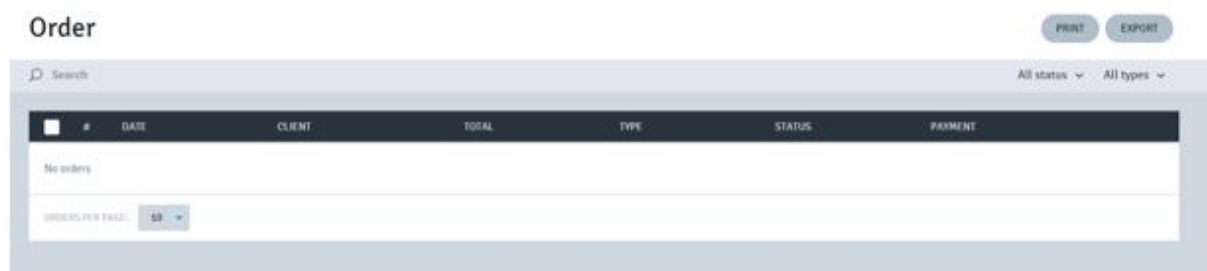 Order
PRINT EXPORT
Search
All status All types
# DATE CLIENT TOTAL TYPE STATUS PAYMENT
No orders
ORDERS PER PAGE: 10